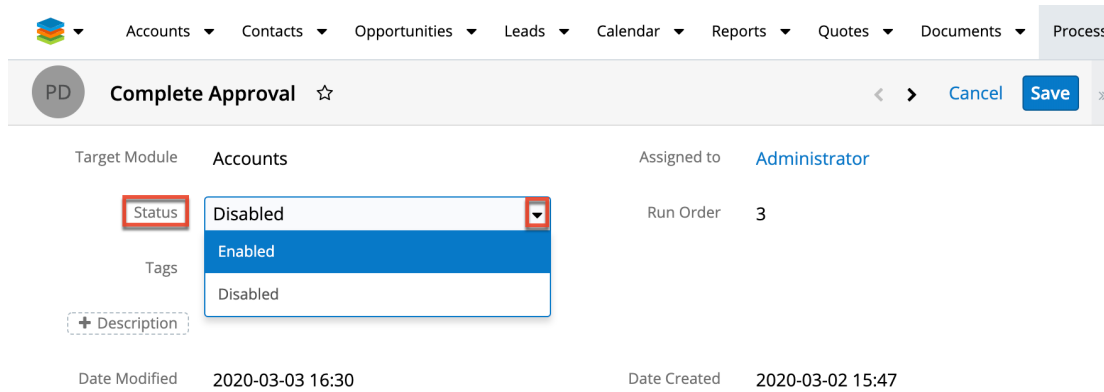 Accounts Contacts Opportunities Leads Calendar Reports Quotes Documents Process
PD Complete Approval Cancel Save
Target Module Accounts Assigned to Administrator
Status Disabled Run Order 3
Enabled
Tags
Disabled
+ Description
Date Modified 2020-03-03 16:30 Date Created 2020-03-02 15:47